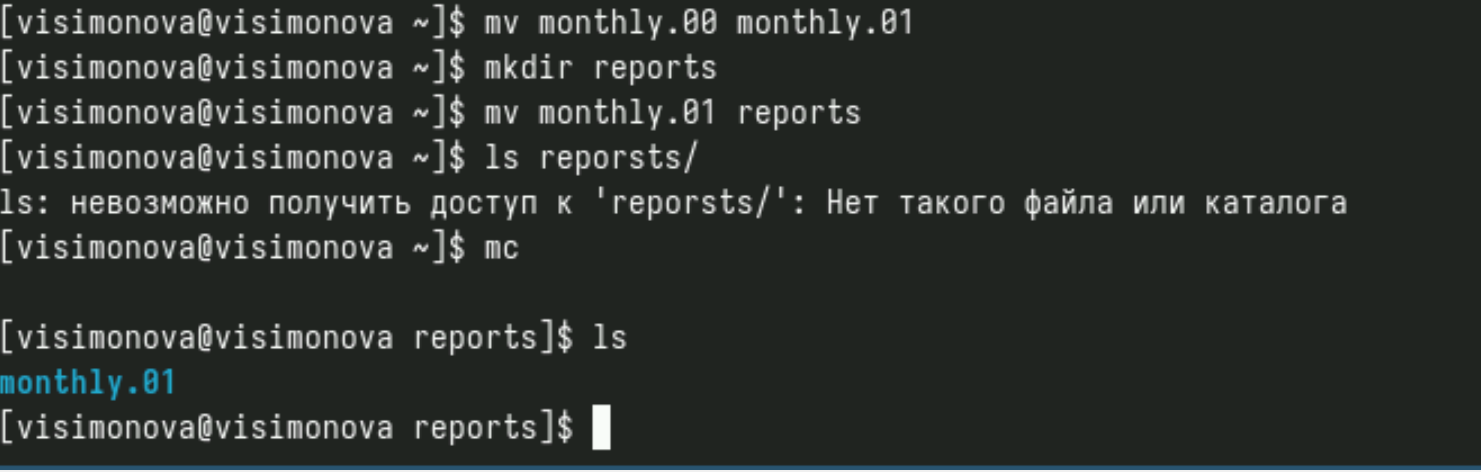 [visimonova@visimonova ~]$ mv monthly.00 monthly.01
[visimonova@visimonova ~]$ mkdir reports
[visimonova@visimonova ~]$ mv monthly.01 reports
[visimonova@visimonova ~]$ ls reporsts/
ls: невозможно получить доступ к 'reporsts/': Нет такого файла или каталога
[visimonova@visimonova ~]$ mc
[visimonova@visimonova reports]$ ls
monthly.01
[visimonova@visimonova reports]$